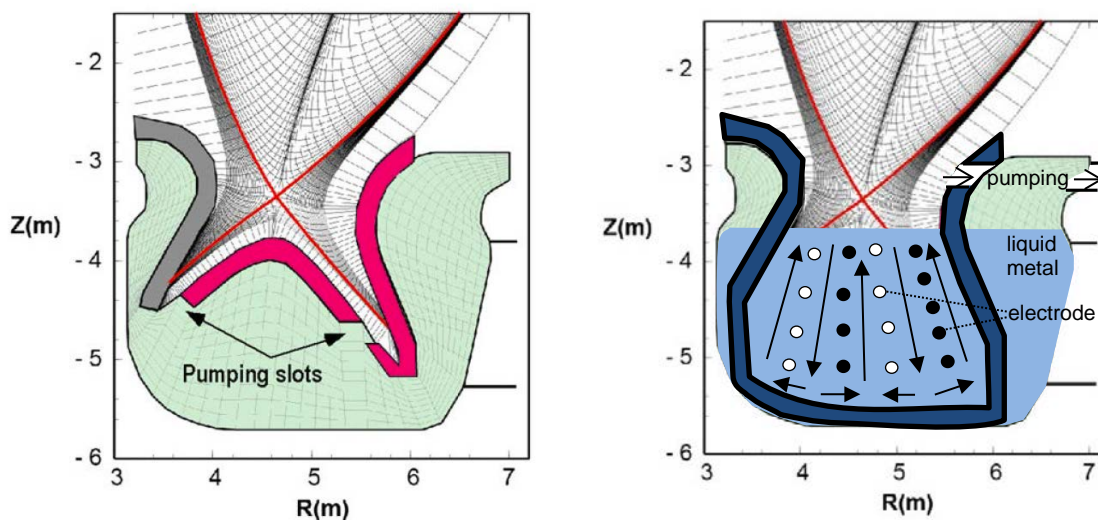 - 2
- 3
Z(m)
- 4
- 5
- 6
Pumping slots
3
4
5
6
7
R(m)
- 2
- 3
Z(m)
- 4
- 5
- 6
pumping
liquid
metal
electrode
3
4
5
6
7
R(m)